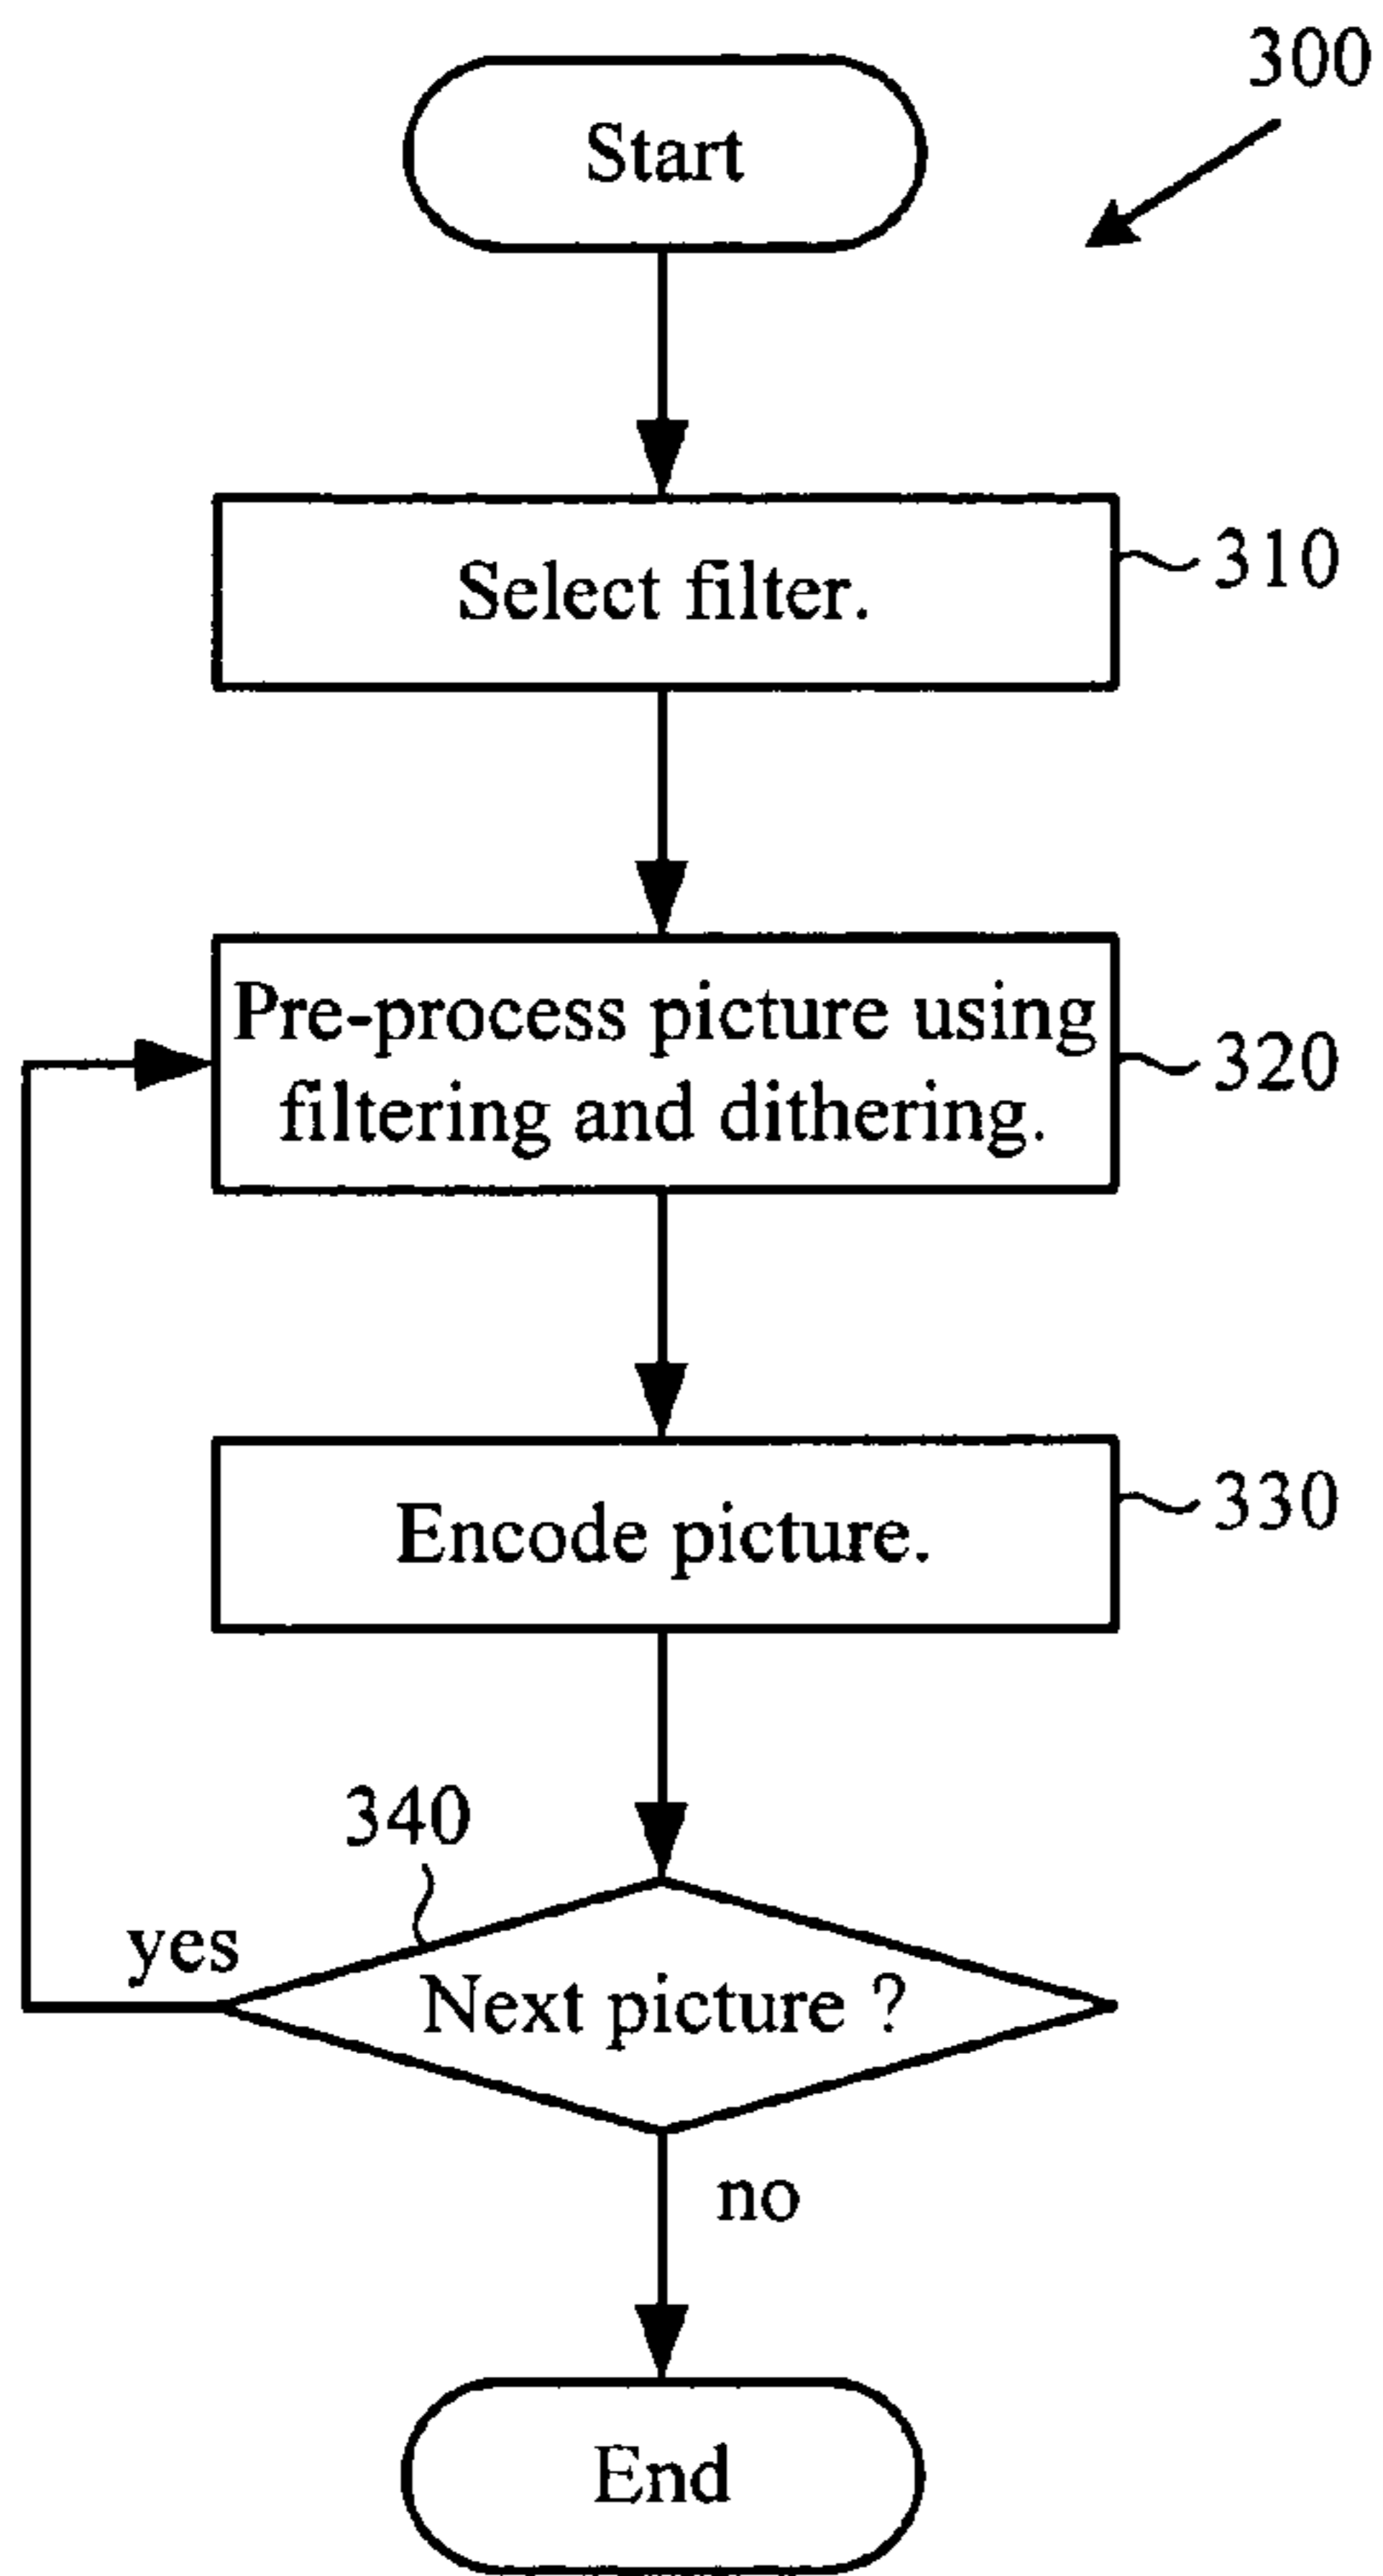 300
Start
Select filter.
310
Pre-process picture using
filtering and dithering.
320
Encode picture.
330
340
yes
Next picture ?
no
End